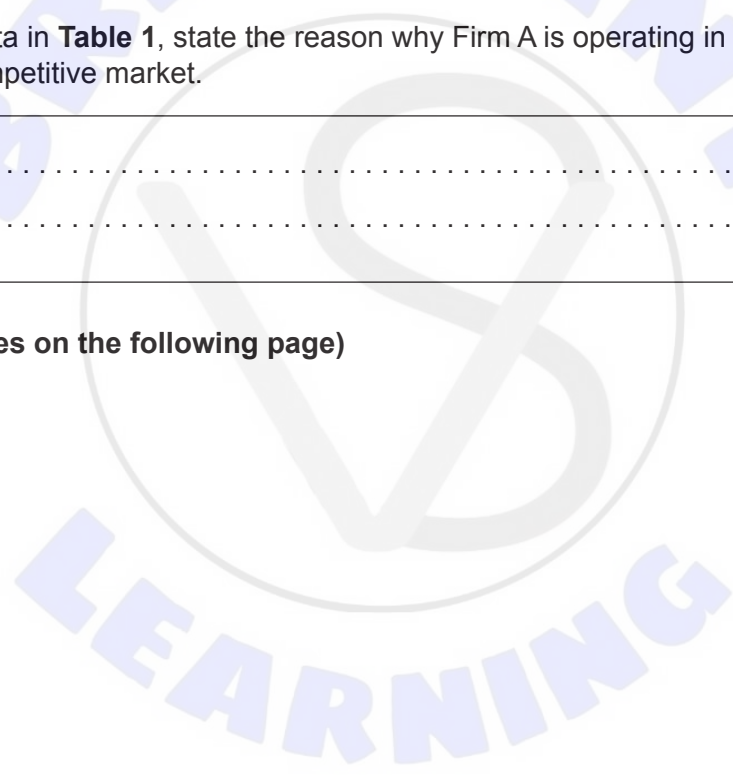 ta in Table 1, state the reason why Firm A is operating in
petitive market.
es on the following page)
LEARNING